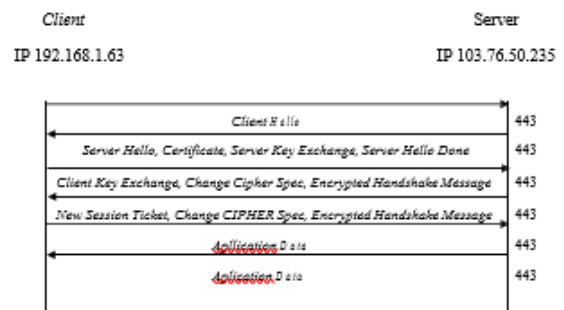 Client Server
IP 192.168.1.63 IP 103.76.50.235
Client Hello 443
Server Hello, Certificate, Server Key Exchange, Server Hello Done 443
Client Key Exchange, Change Cipher Spec, Encrypted Handshake Message 443
New Session Ticket, Change CIPHER Spec, Encrypted Handshake Message 443
Apllication Data 443
Aplication Data 443